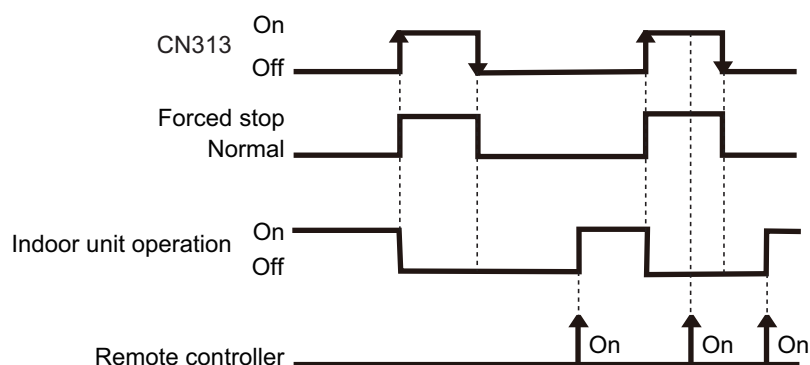 On
CN313
Off
Forced stop
Normal
On
Indoor unit operation
Off
On
On
On
Remote controller